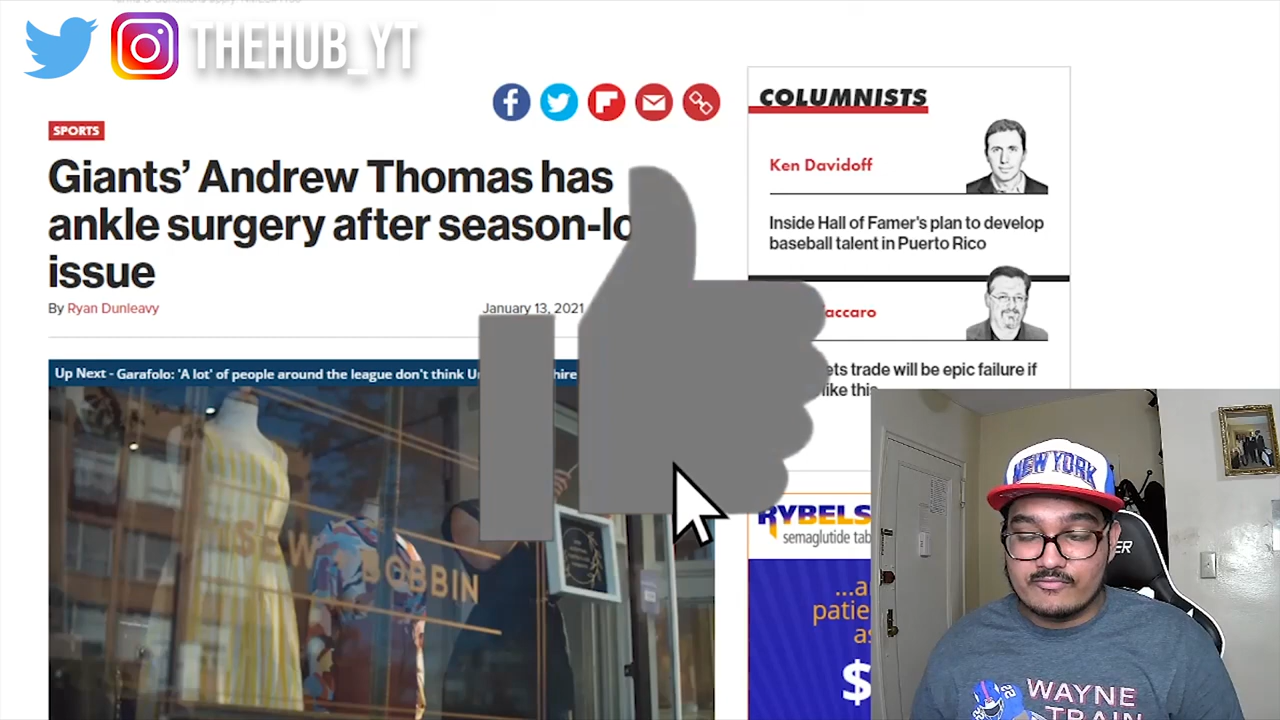 THEHUB_YT
SPORTS
Giants’ Andrew Thomas has
ankle surgery after season-lo
issue
By Ryan Dunleavy
January 13, 2021
Up Next - Garafolo: 'A lot' of people around the league don't think
hire
BOBBIN
COLUMNISTS
Ken Davidoff
Inside Hall of Famer's plan to develop
baseball talent in Puerto Rico
accaro
ets trade will be epic failure if
like this
RYBELS
semaglutide tab
...a
patie
as
$
NEW YORK
WAYNE
TRAIN